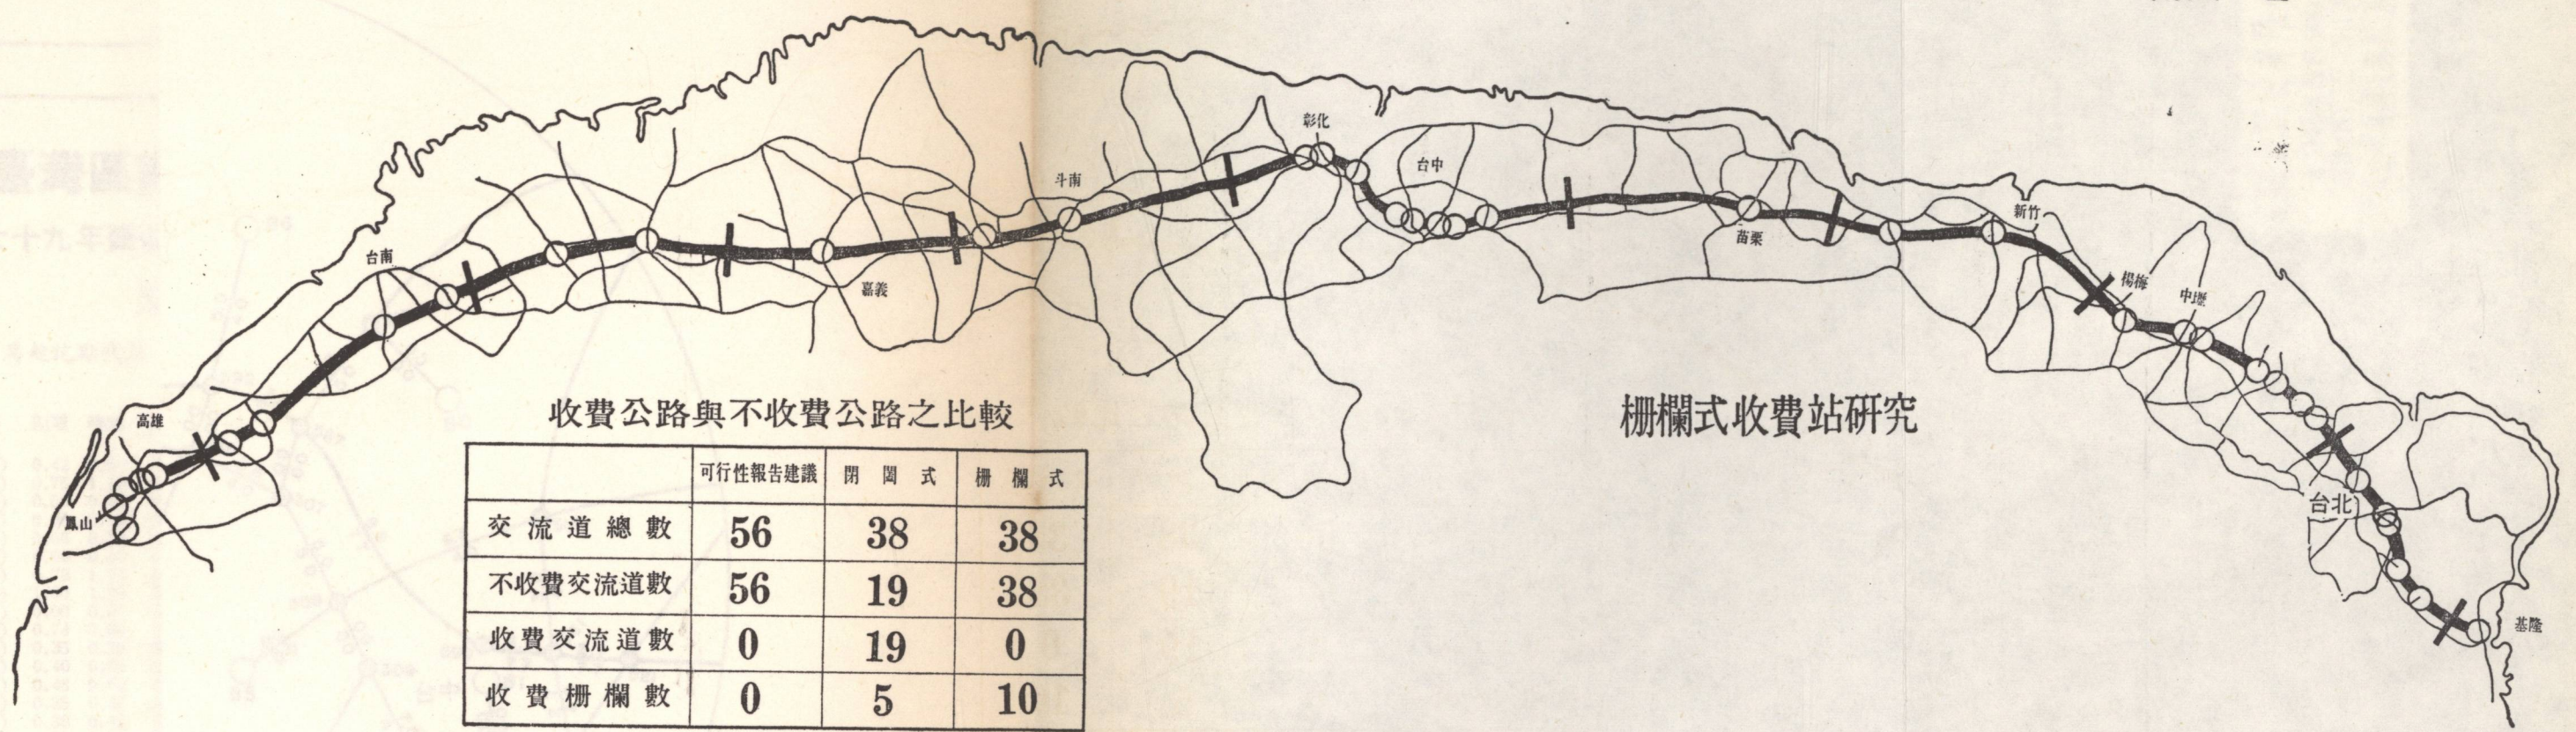 彰化
台中
斗南
新竹
苗栗
台南
楊梅
嘉義
中壢
高雄
收費公路與不收費公路之比較
柵欄式收費站研究
可行性報告建議 閉闔式 柵欄式
交流道總數 56 38 38
不收費交流道數 56 19 38
收費交流道數 0 19 0
收費柵欄數 0 5 10
鳳山
台北
基隆